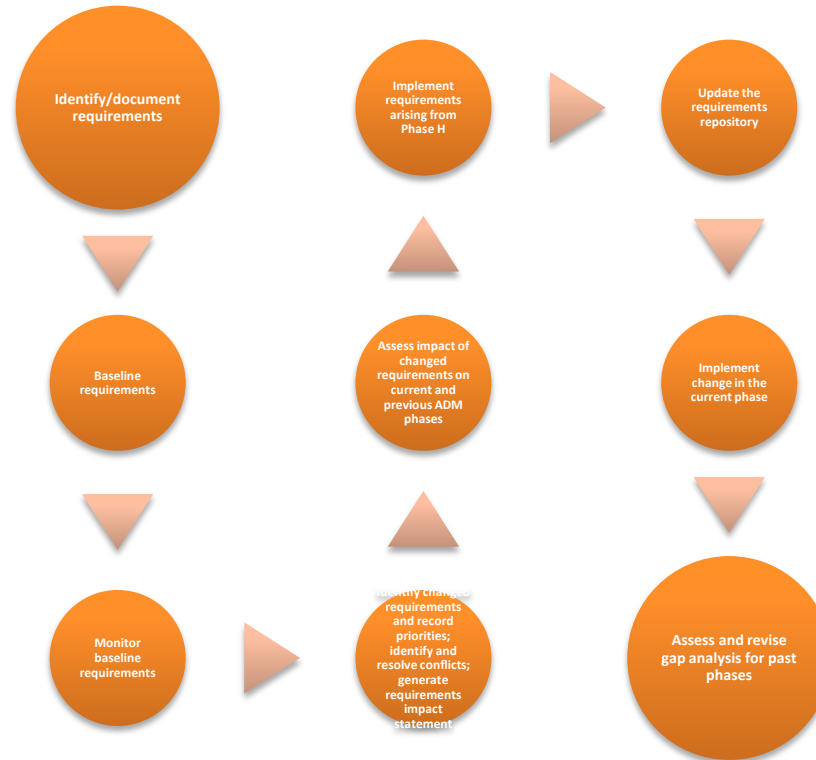 Identify/document
requirements
Baseline
requirements
Monitor
baseline
requirements
Identify changed
requirements
and record
priorities;
identify and
resolve conflicts;
generate
requirements
impact
statement
Assess impact of
changed
requirements on
current and
previous ADM
phases
Implement
requirements
arising from
Phase H
Update the
requirements
repository
Implement
change in the
current phase
Assess and revise
gap analysis for past
phases